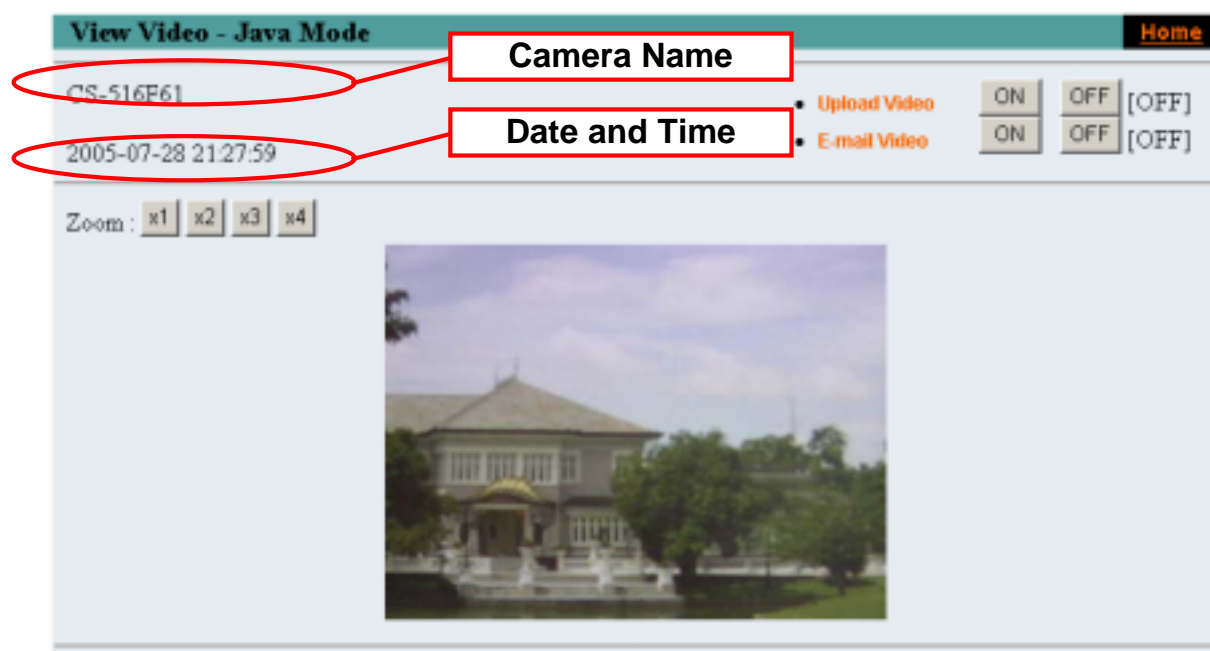 View Video - Java Mode
Home
Camera Name
CS-516F61
Upload Video ON OFF [OFF]
Date and Time
E-mail Video ON OFF [OFF]
2005-07-28 21:27:59
Zoom : x1 x2 x3 x4